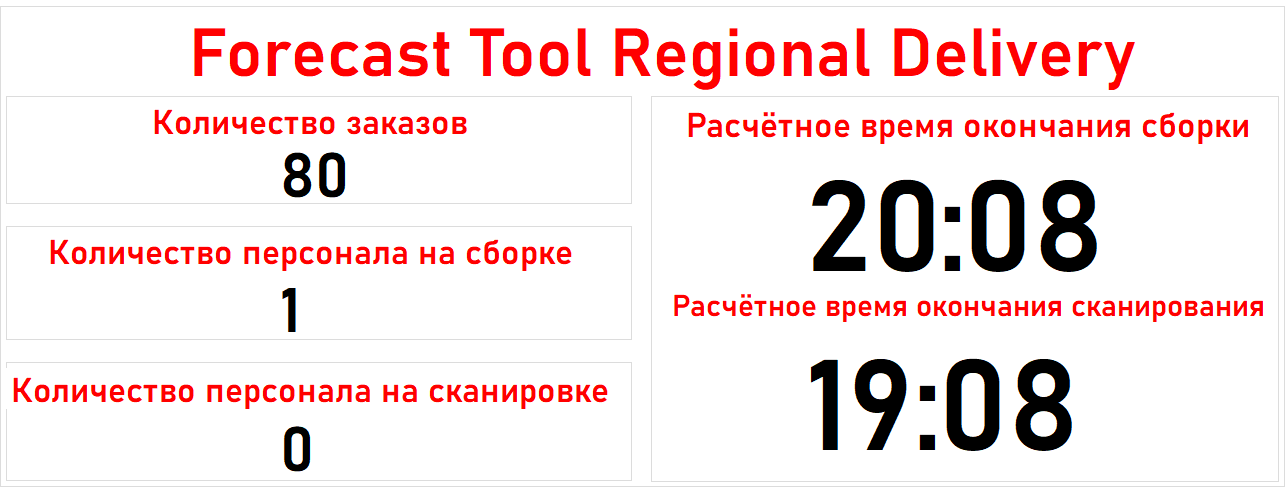 Forecast Tool Regional Delivery
Количество заказов
80
Количество персонала на сборке
1
Количество персонала на сканировке
0
Расчётное время окончания сборки
20:08
Расчётное время окончания сканирования
19:08